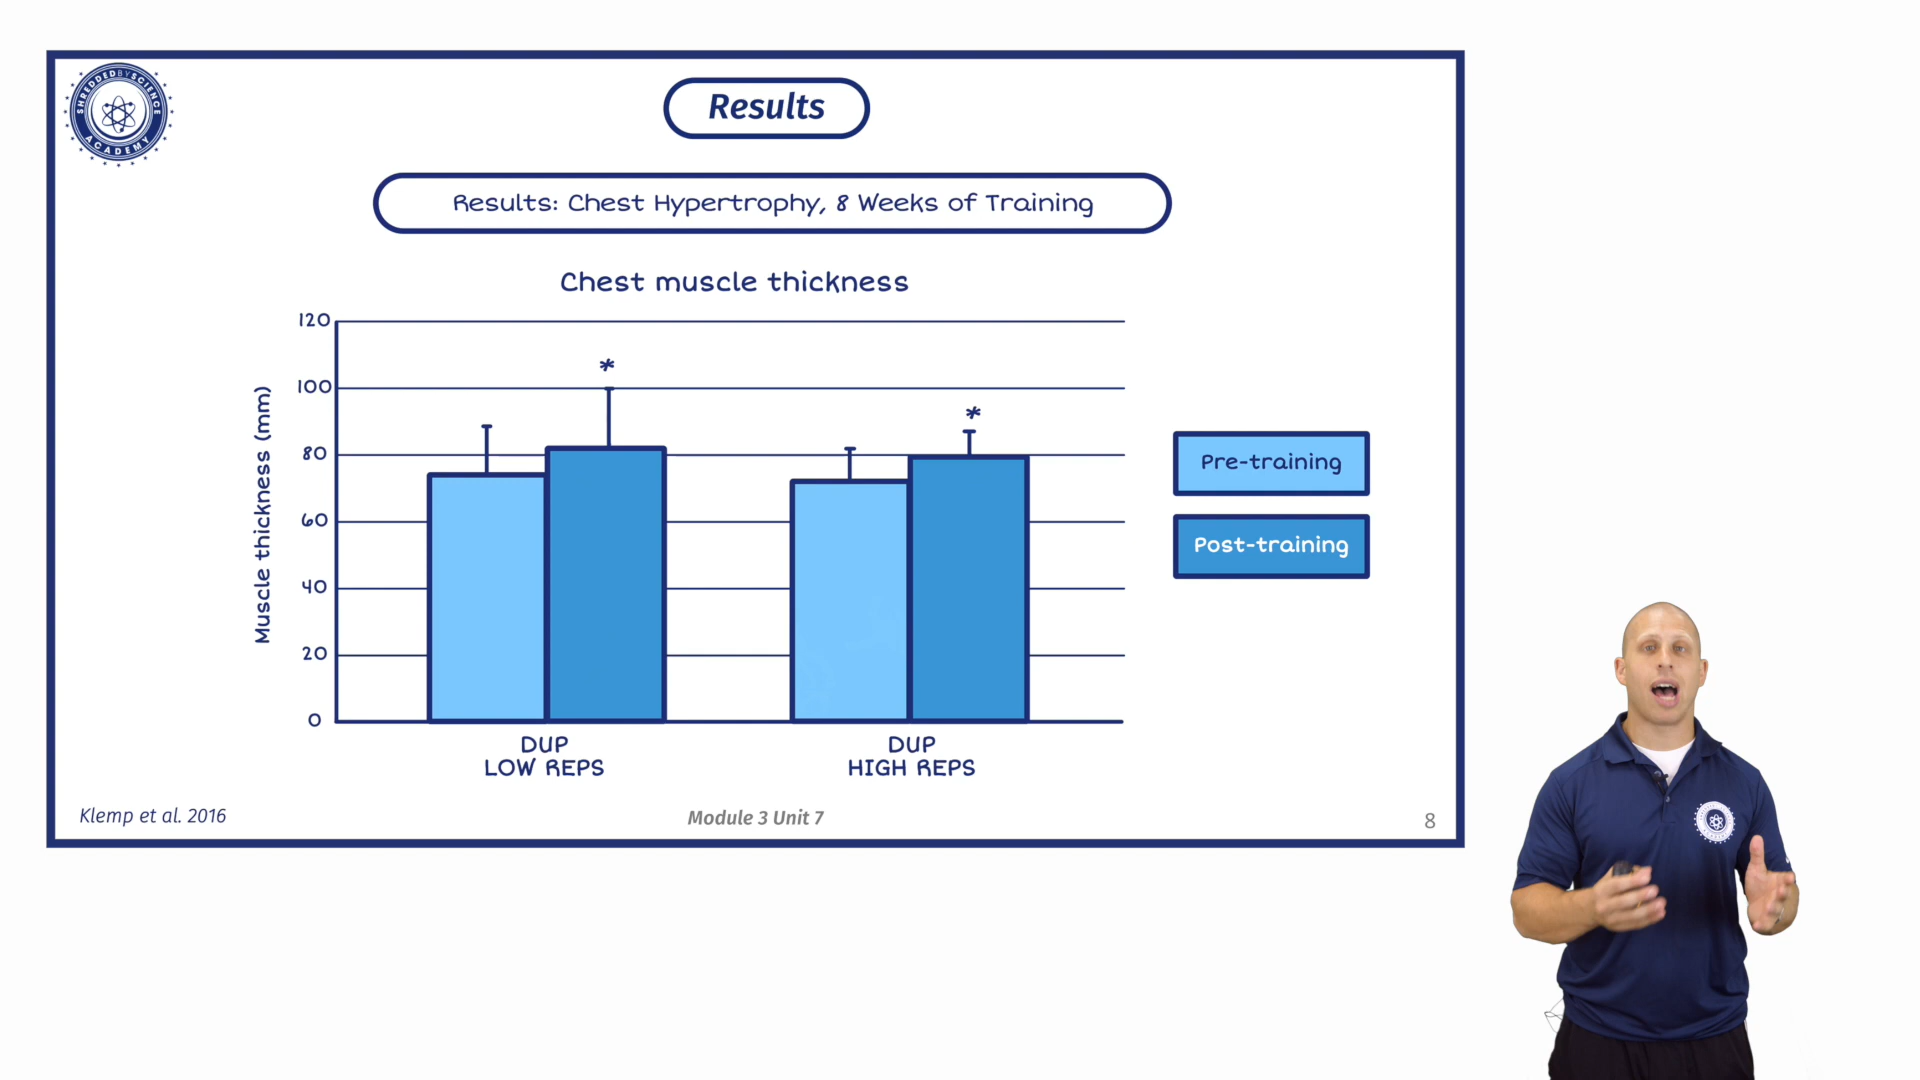 SHREDDEDBYSCIENCE
ACADEMY
Results
Results: Chest Hypertrophy, 8 Weeks of Training
Chest muscle thickness
Muscle thickness (mm)
120
100
80
60
40
20
0
*
*
DUP
LOW REPS
DUP
HIGH REPS
Pre-training
Post-training
Klemp et al. 2016
Module 3 Unit 7
8